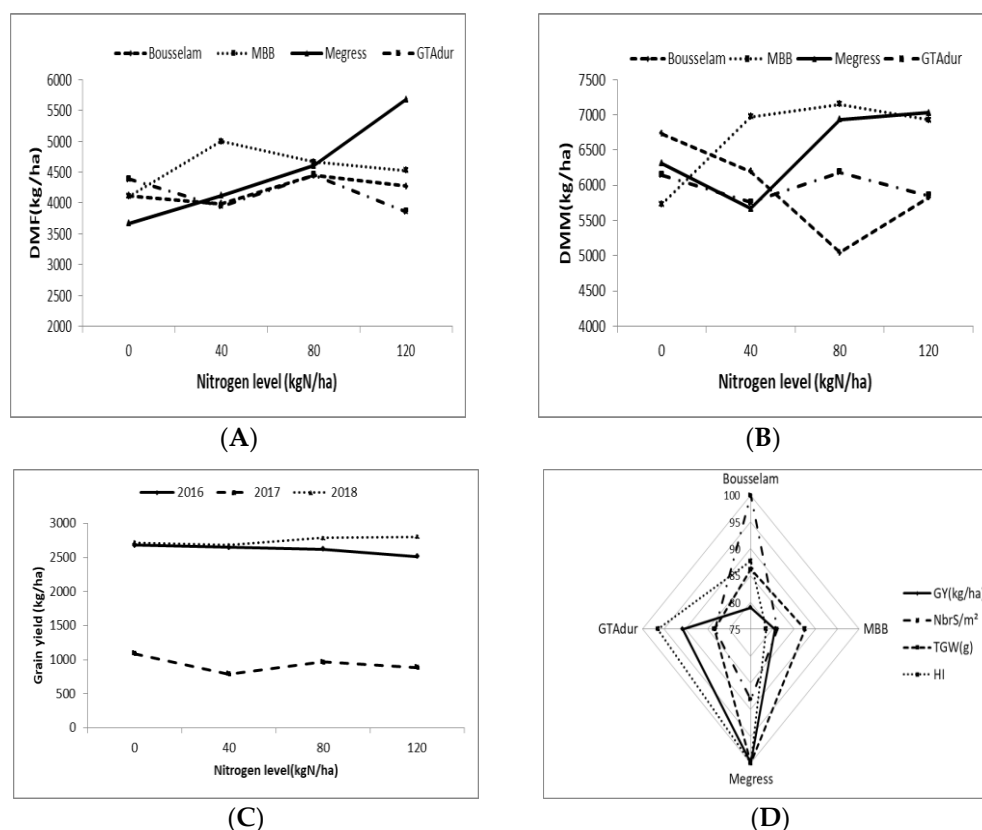 Bousselam MBB Megress GTAdur
6000
5500
5000
4500
4000
3500
3000
2500
2000
DMF(kg/ha)
0 40 80 120
Nitrogen level (kgN/ha)
(A)
Bousselam MBB Megress GTAdur
7500
7000
6500
6000
5500
5000
4500
4000
DMM(kg/ha)
0 40 80 120
Nitrogen level (kgN/ha)
(B)
2016 2017 2018
3000
2500
2000
1500
1000
500
0
Grain yield (kg/ha)
0 40 80 120
Nitrogen level(kgN/ha)
(C)
Bousselam
100
95
90
85
80
75
GTAdur
MBB
Megress
GY(kg/ha)
NbrS/m²
TGW(g)
HI
(D)